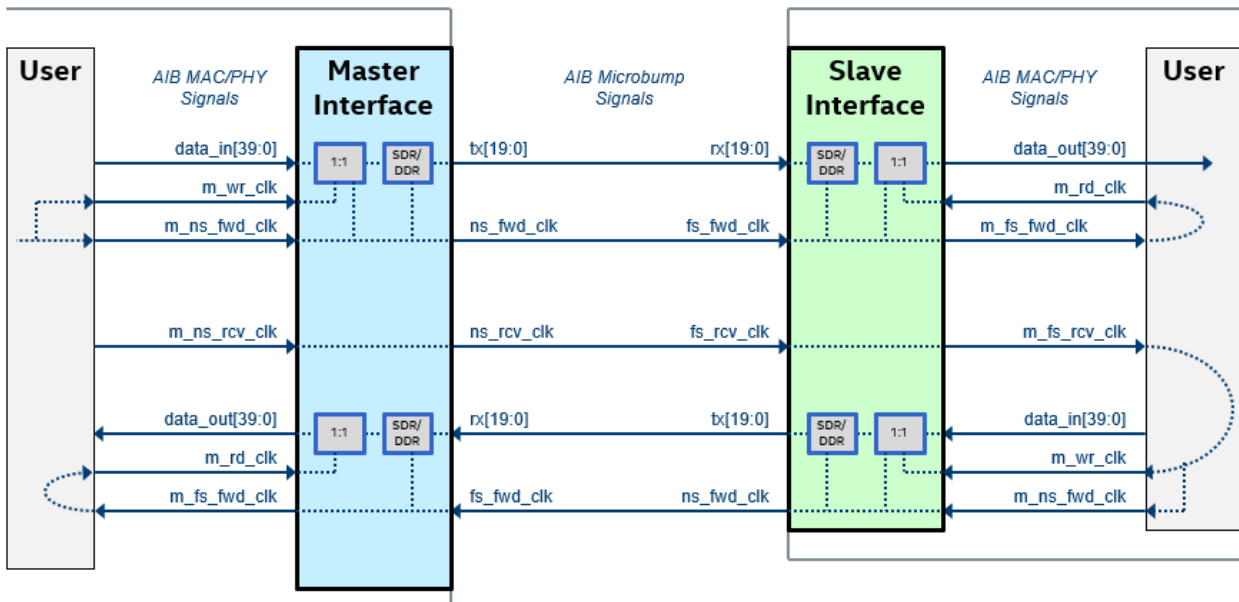 User
AIB MAC/PHY
Signals
Master
Interface
AIB Microbump
Signals
Slave
Interface
AIB MAC/PHY
Signals
User
data_in[39:0]
1:1
SDR/
DDR
tx[19:0]
rx[19:0]
SDR/
DDR
1:1
data_out[39:0]
m_wr_clk
m_rd_clk
m_ns_fwd_clk
ns_fwd_clk
fs_fwd_clk
m_fs_fwd_clk
m_ns_rcv_clk
ns_rcv_clk
fs_rcv_clk
m_fs_rcv_clk
data_out[39:0]
1:1
SDR/
DDR
rx[19:0]
tx[19:0]
SDR/
DDR
1:1
data_in[39:0]
m_rd_clk
m_wr_clk
m_fs_fwd_clk
fs_fwd_clk
ns_fwd_clk
m_ns_fwd_clk